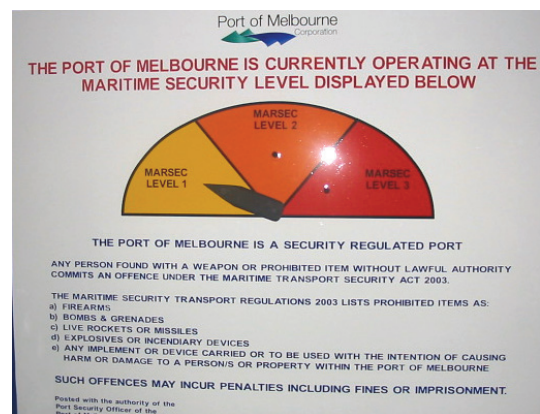 Port of Melbourne
Corporation
THE PORT OF MELBOURNE IS CURRENTLY OPERATING AT THE
MARITIME SECURITY LEVEL DISPLAYED BELOW
MARSEC
LEVEL 2
MARSEC
LEVEL 1
MARSEC
LEVEL 3
THE PORT OF MELBOURNE IS A SECURITY REGULATED PORT
ANY PERSON FOUND WITH A WEAPON OR PROHIBITED ITEM WITHOUT LAWFUL AUTHORITY
COMMITS AN OFFENCE UNDER THE MARITIME TRANSPORT SECURITY ACT 2003.
THE MARITIME SECURITY TRANSPORT REGULATIONS 2003 LISTS PROHIBITED ITEMS AS:
a) FIREARMS
b) BOMBS & GRENADES
c) LIVE ROCKETS OR MISSILES
d) EXPLOSIVES OR INCENDIARY DEVICES
e) ANY IMPLEMENT OR DEVICE CARRIED OR TO BE USED WITH THE INTENTION OF CAUSING
HARM OR DAMAGE TO A PERSON/S OR PROPERTY WITHIN THE PORT OF MELBOURNE
SUCH OFFENCES MAY INCUR PENALTIES INCLUDING FINES OR IMPRISONMENT.
Posted with the authority of the
Port Security Officer of the